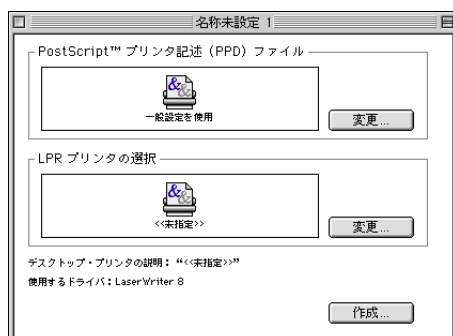 名称未設定 1
PostScript™ プリンタ記述（PPD）ファイル
一般設定を使用
変更...
LPR プリンタの選択
<<未指定>>
変更...
デスクトップ・プリンタの説明： “<<未指定>>”
使用するドライバ：LaserWriter 8
作成...